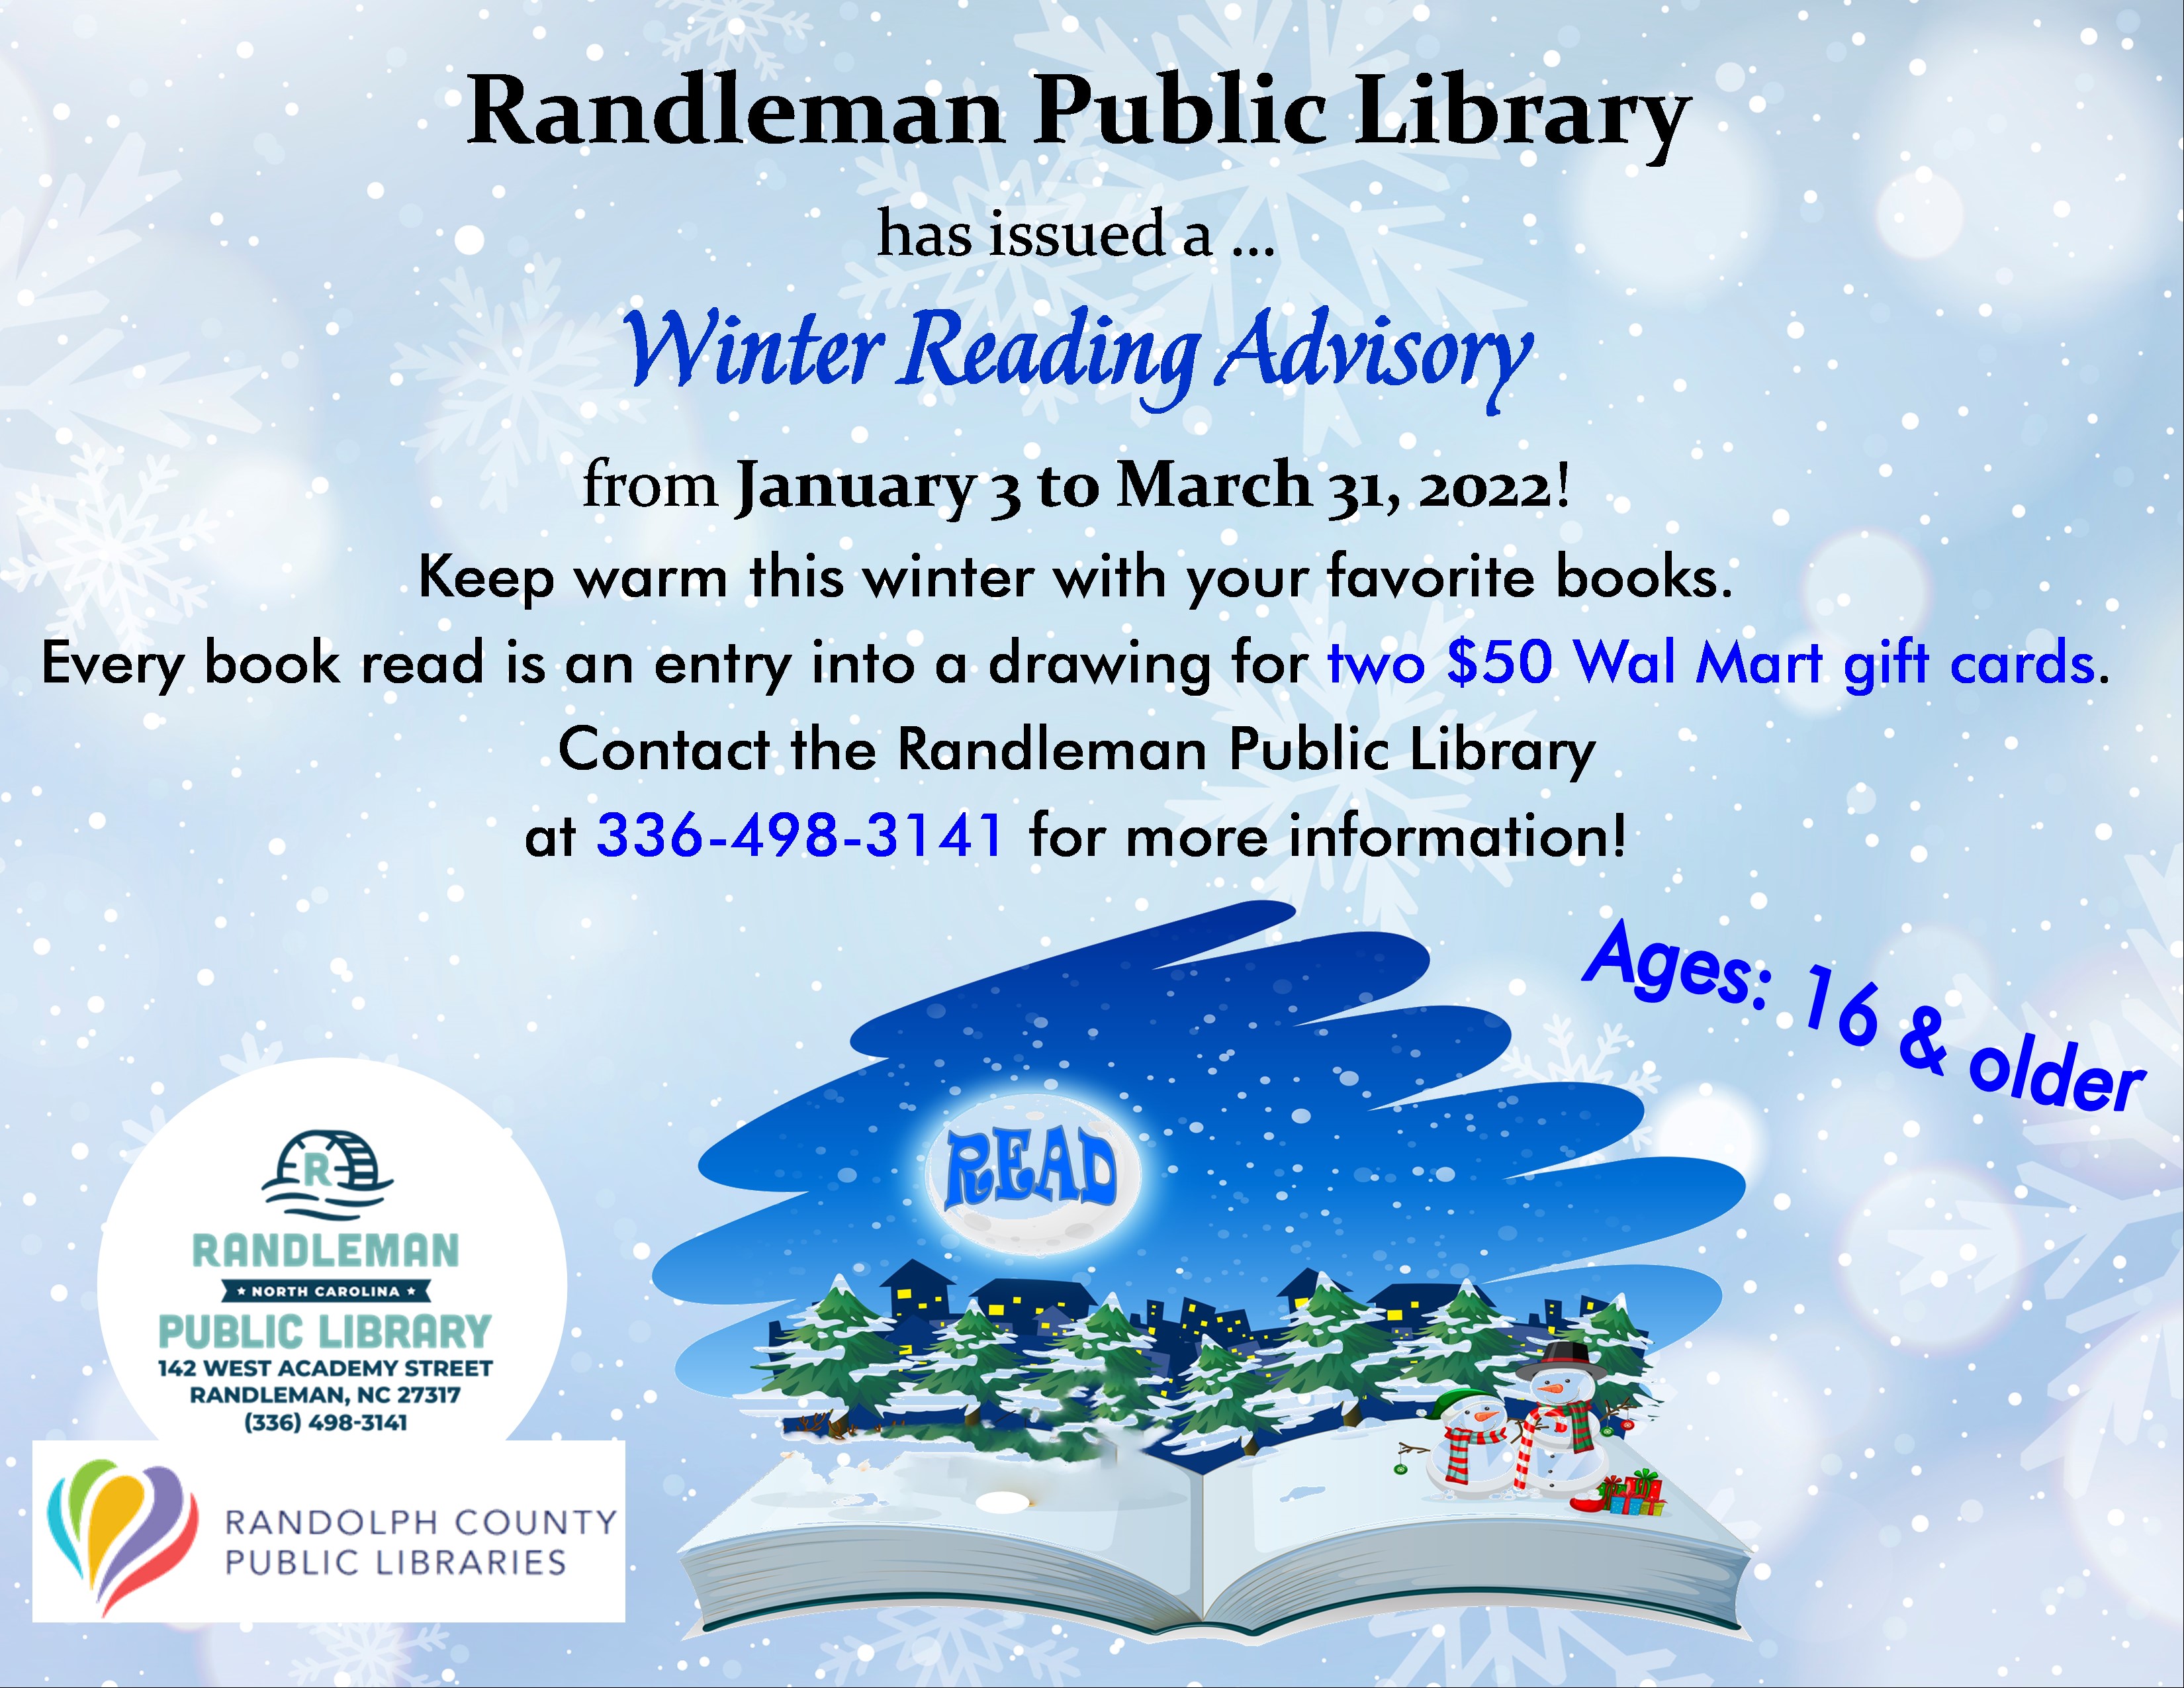 Randleman Public Library
has issued a ...
Winter Reading Advisory
from January 3 to March 31, 2022!
Keep warm this winter with your favorite books.
Every book read is an entry into a drawing for two $50 Wal Mart gift cards.
Contact the Randleman Public Library
at 336-498-3141 for more information!
Ages: 16 & older
READ
R
RANDLEMAN
NORTH CAROLINA
PUBLIC LIBRARY
142 WEST ACADEMY STREET
RANDLEMAN, NC 27317
(336) 498-3141
RANDOLPH COUNTY
PUBLIC LIBRARIES